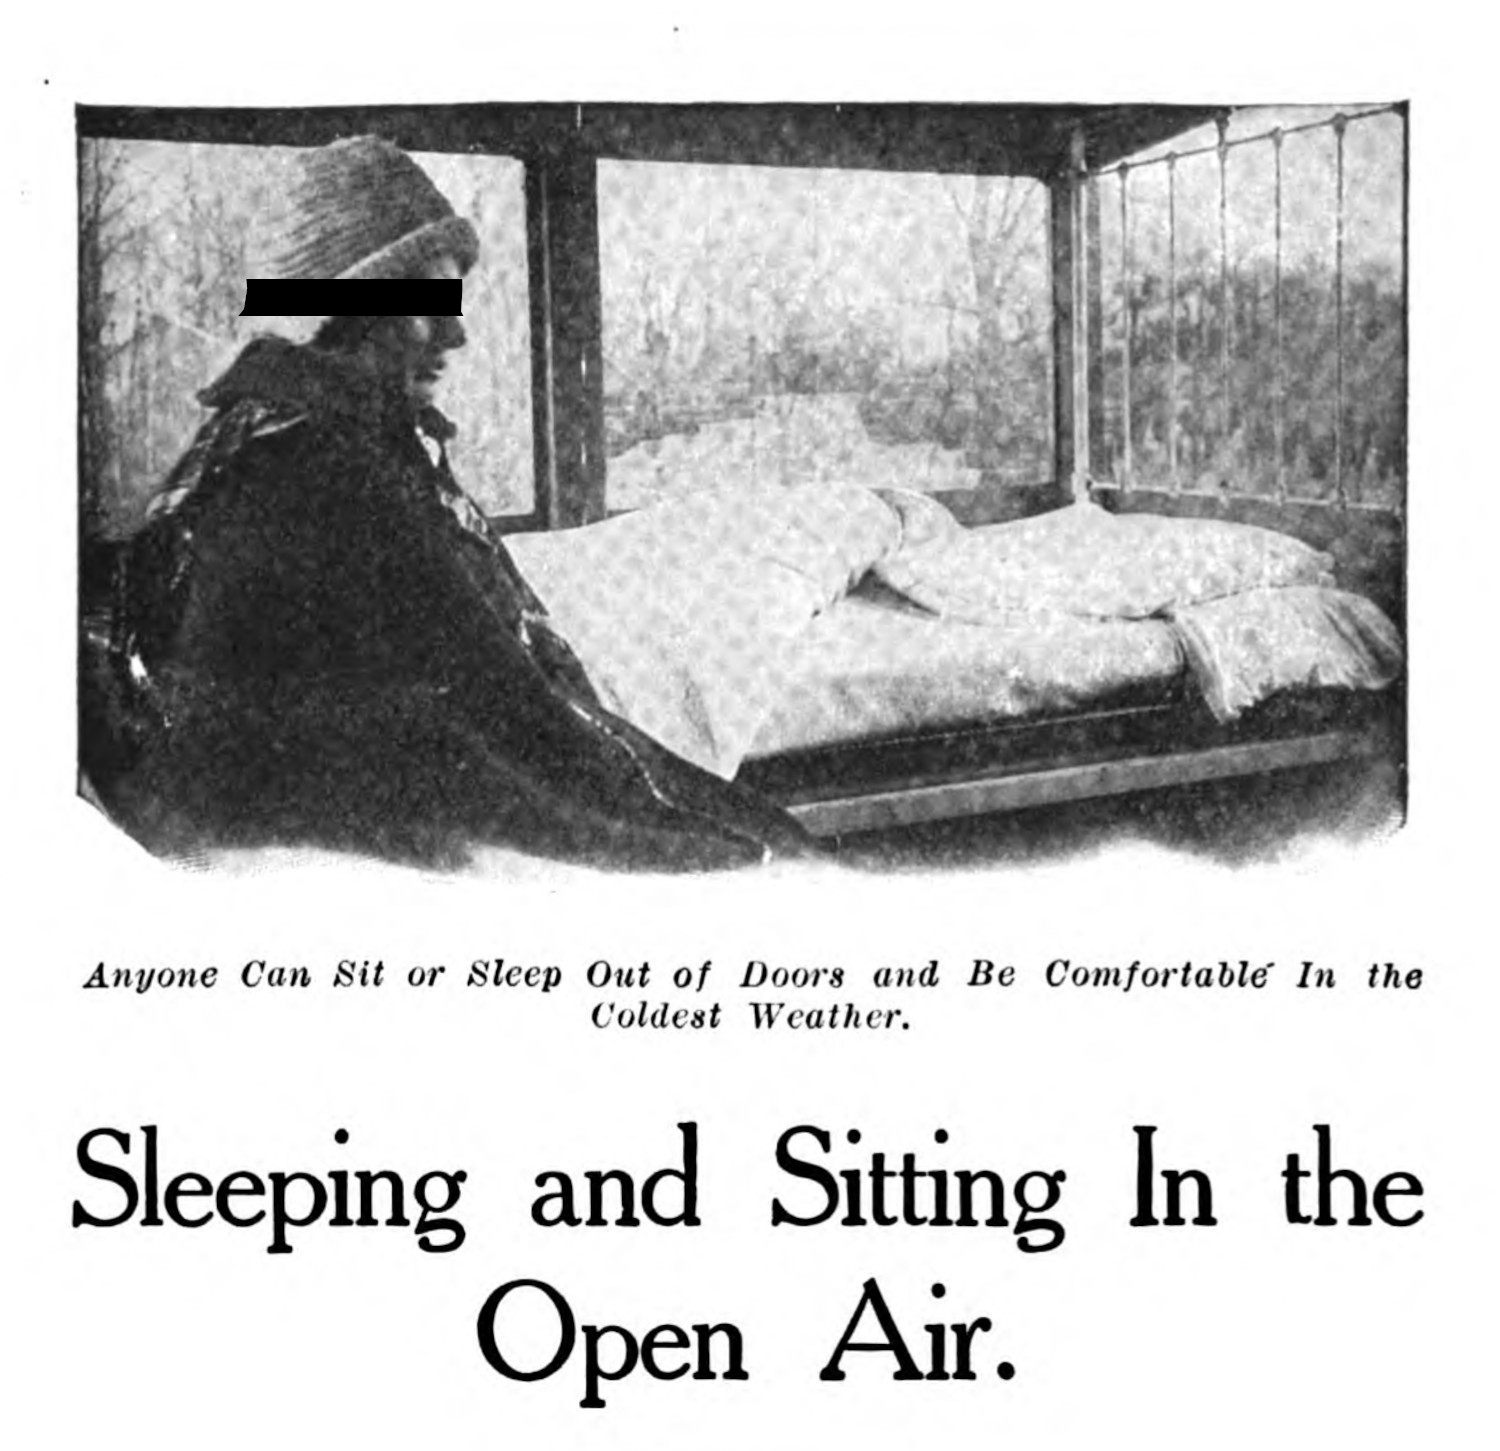 Anyone Can Sit or Sleep Out of Doors and Be Comfortable In the
Coldest Weather.
Sleeping and Sitting In the
Open Air.